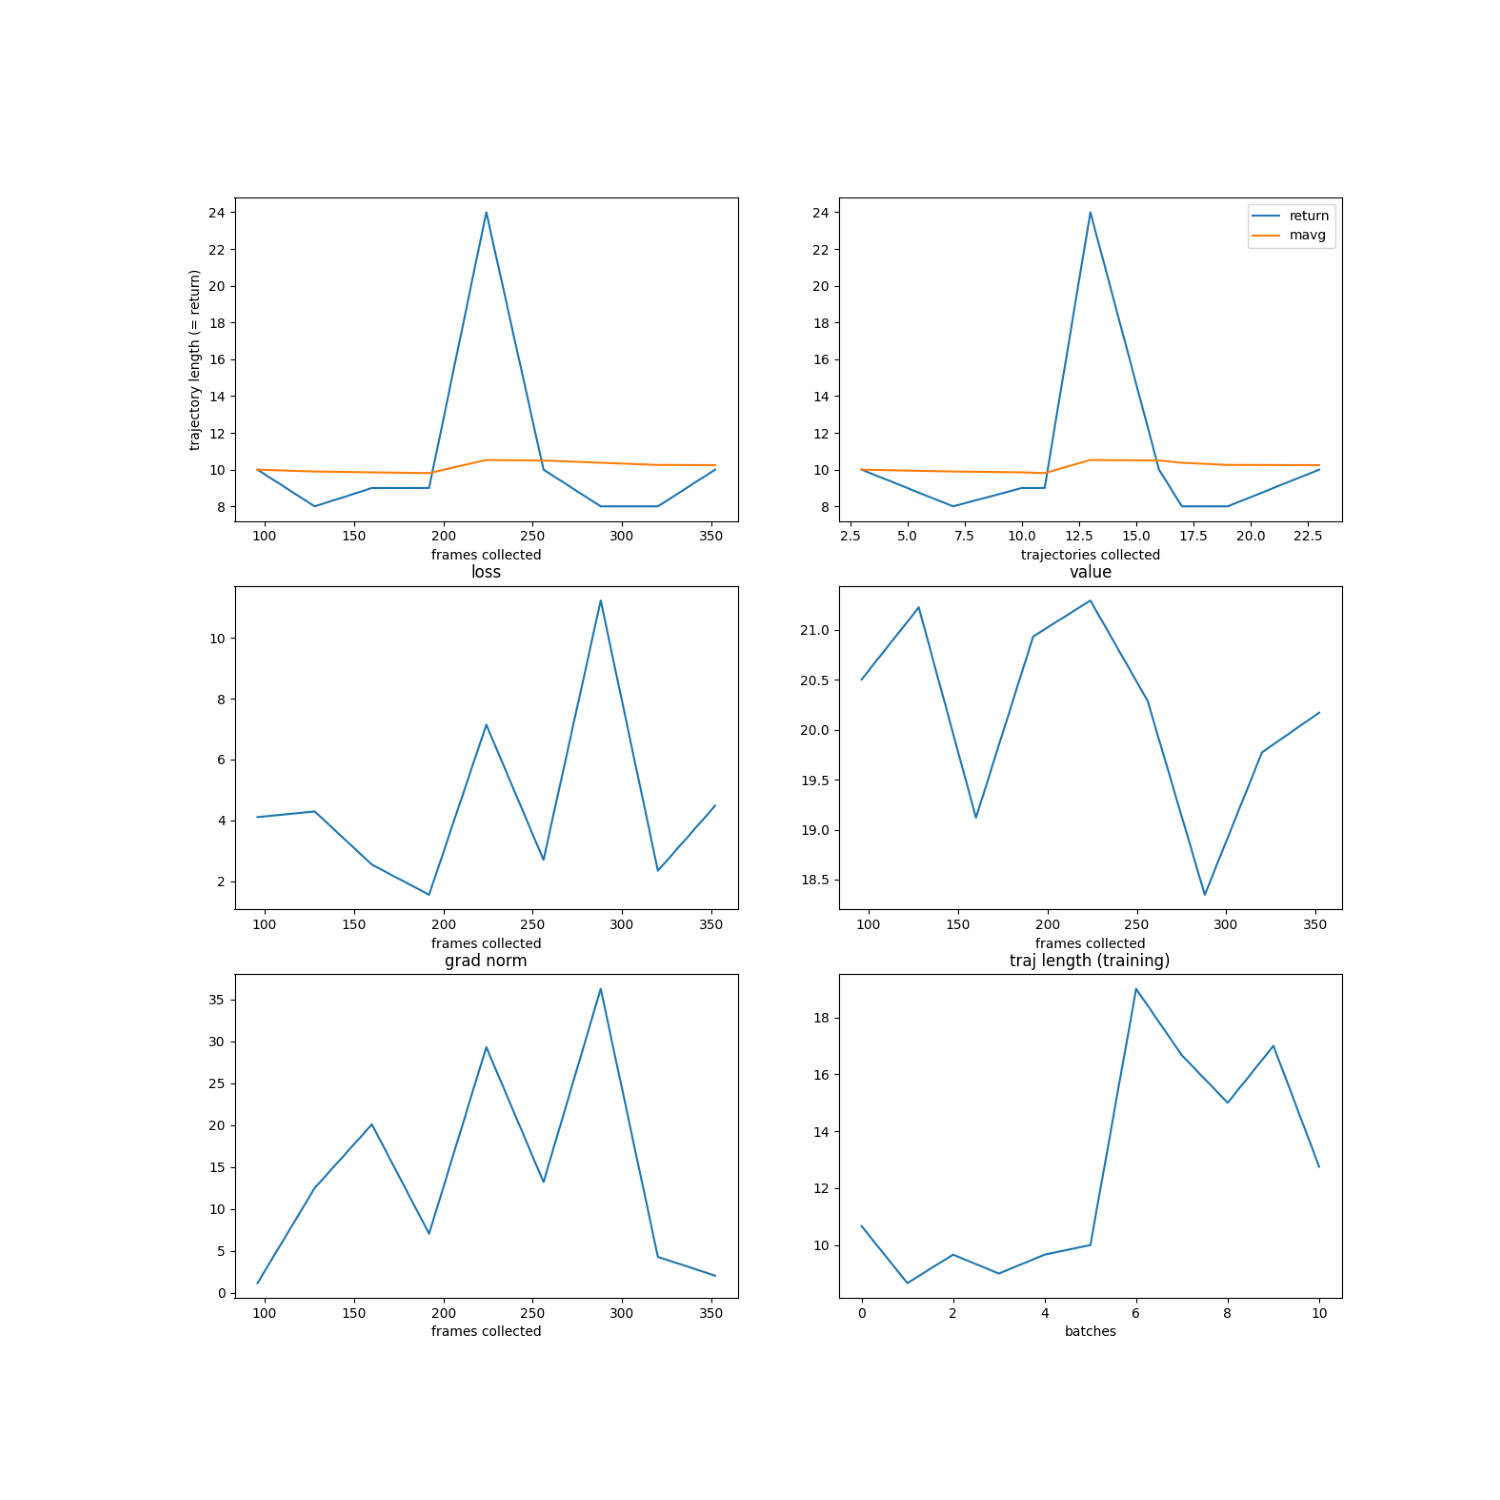 24
22
20
18
16
14
12
10
8
trajectory length (= return)
100 150 200 250 300 350
frames collected
24
22
20
18
16
14
12
10
8
return
mavg
2.5 5.0 7.5 10.0 12.5 15.0 17.5 20.0 22.5
trajectories collected
loss
10
8
6
4
2
100 150 200 250 300 350
frames collected
value
21.0
20.5
20.0
19.5
19.0
18.5
100 150 200 250 300 350
frames collected
grad norm
35
30
25
20
15
10
5
0
100 150 200 250 300 350
frames collected
traj length (training)
18
16
14
12
10
0 2 4 6 8 10
batches